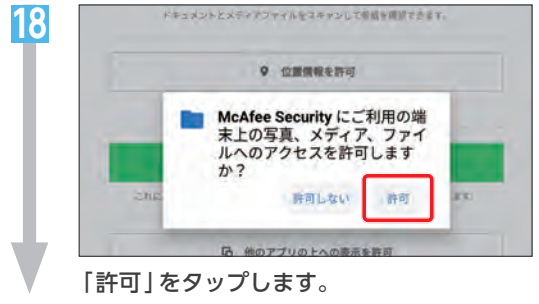 18
ドキュメントとメディアファイルをスキャンして脅威を確認できます。
位置情報を許可
McAfee Security にご利用の端
末上の写真、メディア、ファイ
ルへのアクセスを許可します
か？
許可しない 許可
これに
ます
他のアプリの上への表示を許可
「許可」をタップします。